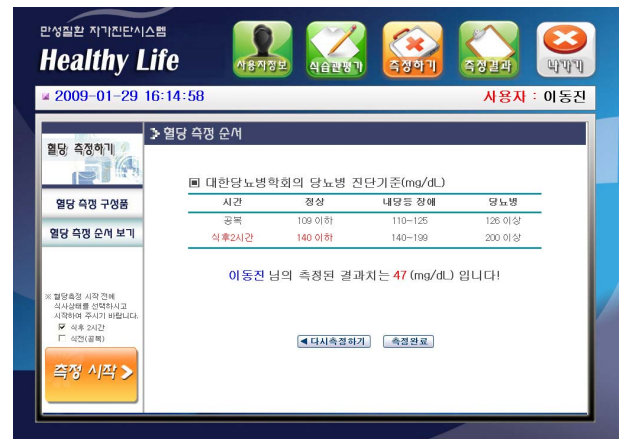 만성질환 자가진단시스템
Healthy Life
사용자정보
식습관평가
측정하기
측정결과
나가기
2009-01-29 16:14:58
사용자 : 이동진
혈당 측정하기
혈당 측정 구성품
혈당 측정 순서 보기
※ 혈당측정 시작 전에
식사상태를 선택하시고
시작하여 주시기 바랍니다.
식후 2시간
식전(공복)
측정 시작
혈당 측정 순서
▣ 대한당뇨병학회의 당뇨병 진단기준(mg/dL)
시간 정상 내당등 장애 당뇨병
공복 109 이하 110-125 126 이상
식후2시간 140 이하 140-199 200 이상
이동진 님의 측정된 결과치는 47 (mg/dL) 입니다!
◀ 다시측정하기 측정완료